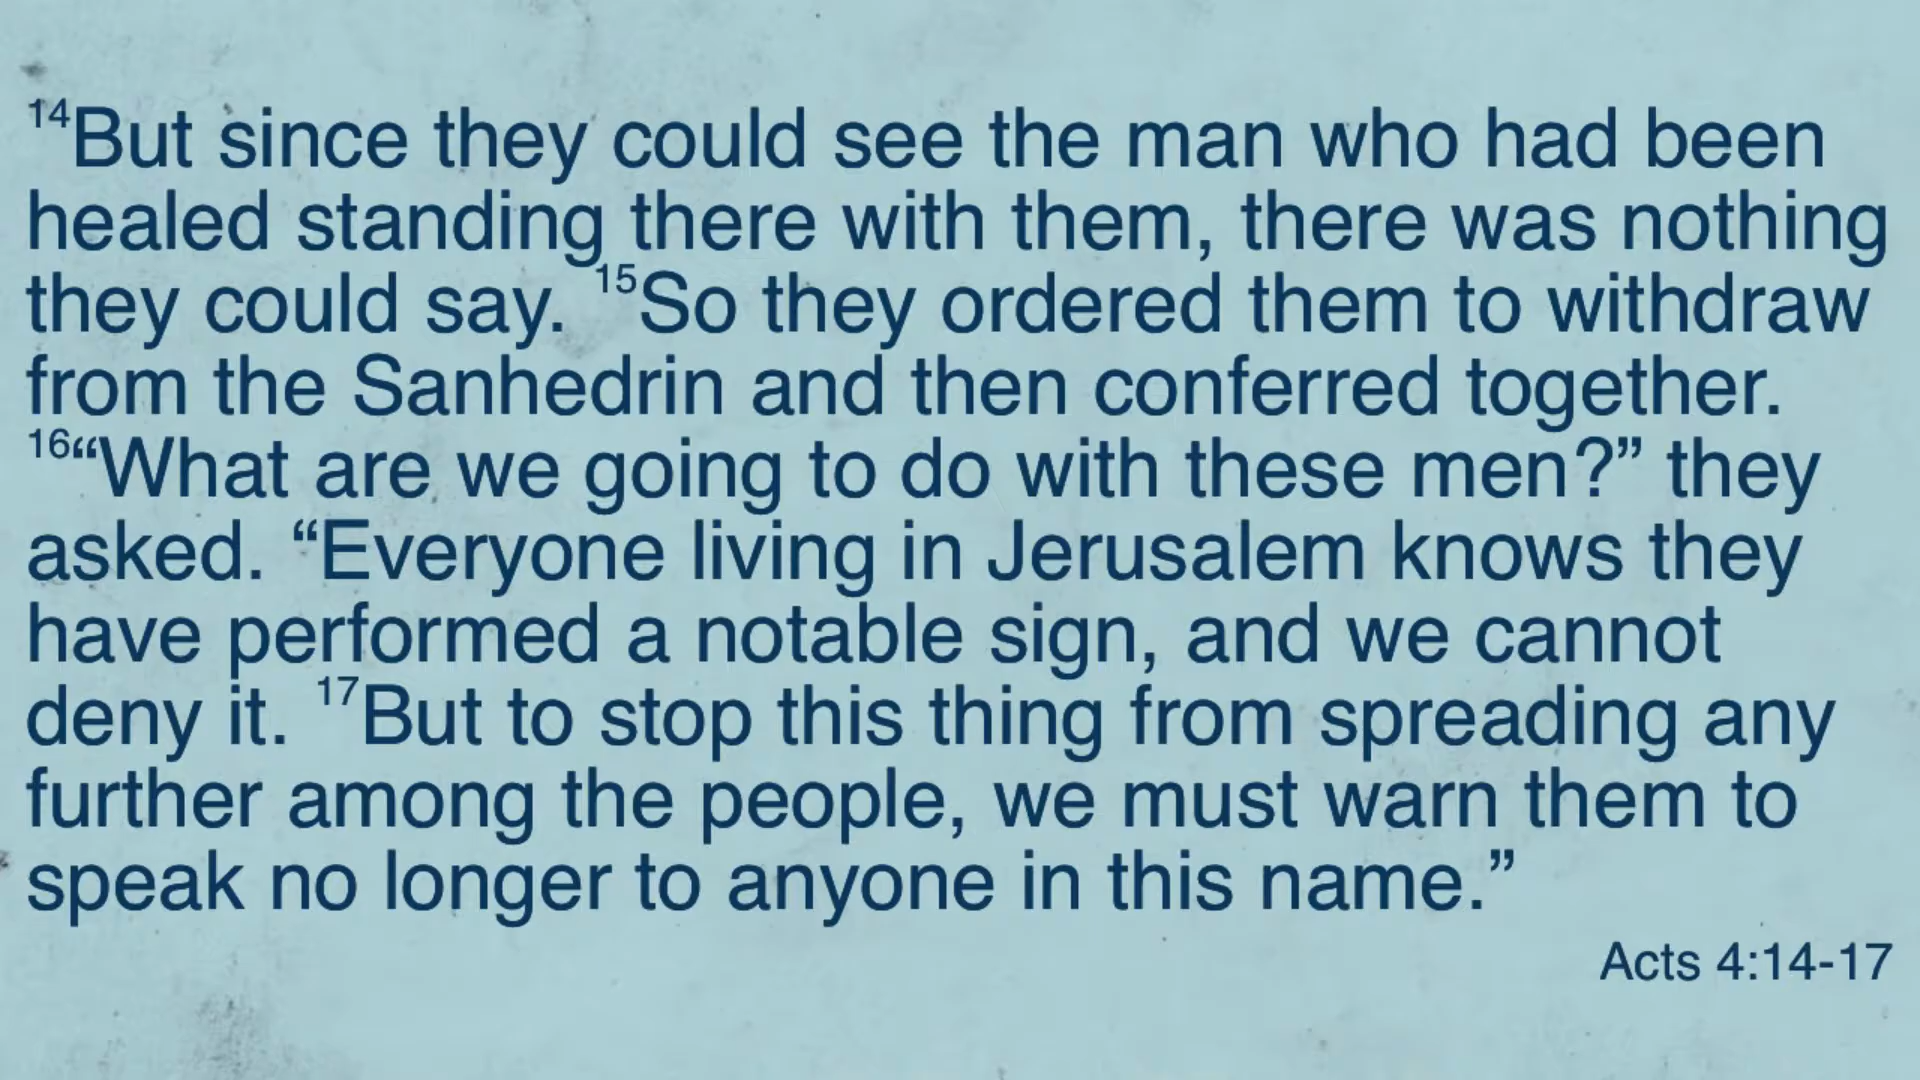 14But since they could see the man who had been
healed standing there with them, there was nothing
they could say. 15So they ordered them to withdraw
from the Sanhedrin and then conferred together.
16“What are we going to do with these men?” they
asked. “Everyone living in Jerusalem knows they
have performed a notable sign, and we cannot
deny it. 17But to stop this thing from spreading any
further among the people, we must warn them to
speak no longer to anyone in this name.”
Acts 4:14-17